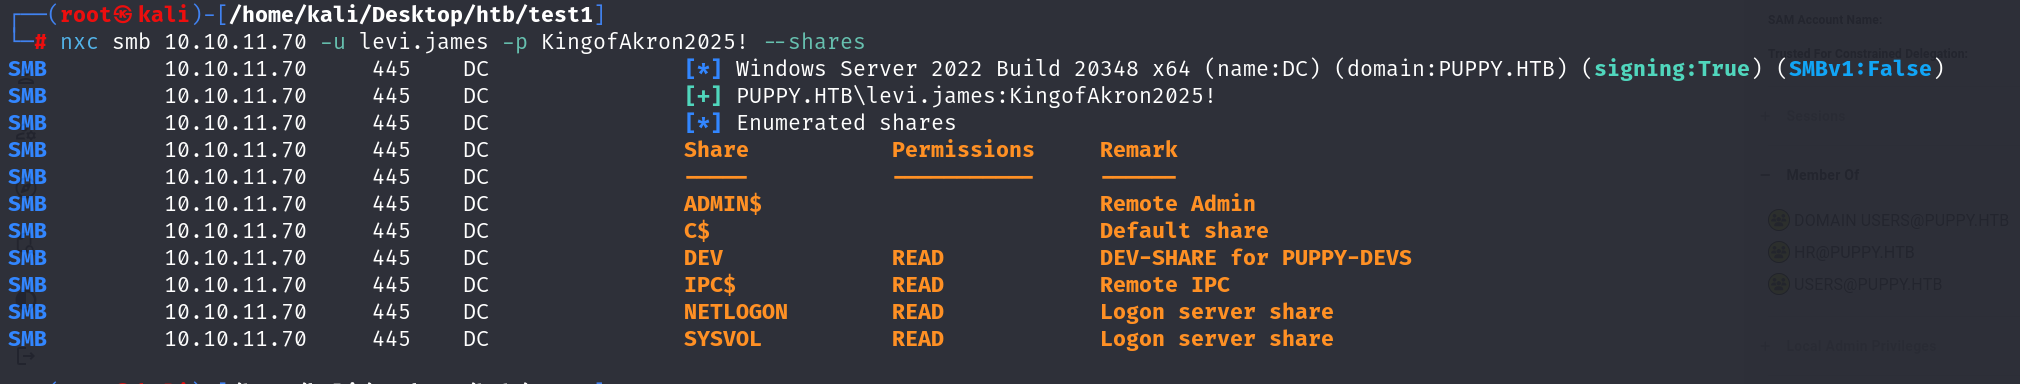 ┌──(root㉿kali)-[/home/kali/Desktop/htb/test1]
└─# nxc smb 10.10.11.70 -u levi.james -p KingofAkron2025! --shares
SMB 10.10.11.70 445 DC [*] Windows Server 2022 Build 20348 x64 (name:DC) (domain:PUPPY.HTB) (signing:True) (SMBv1:False)
SMB 10.10.11.70 445 DC [+] PUPPY.HTB\levi.james:KingofAkron2025!
SMB 10.10.11.70 445 DC [*] Enumerated shares
SMB 10.10.11.70 445 DC Share Permissions Remark
SMB 10.10.11.70 445 DC ----- ----------- ------
SMB 10.10.11.70 445 DC ADMIN$ Remote Admin
SMB 10.10.11.70 445 DC C$ Default share
SMB 10.10.11.70 445 DC DEV READ DEV-SHARE for PUPPY-DEVS
SMB 10.10.11.70 445 DC IPC$ READ Remote IPC
SMB 10.10.11.70 445 DC NETLOGON READ Logon server share
SMB 10.10.11.70 445 DC SYSVOL READ Logon server share
SAM Account Name:
Trusted For Constrained Delegation:
Sessions
Member Of
DOMAIN USERS@PUPPY.HTB
HR@PUPPY.HTB
USERS@PUPPY.HTB
Local Admin Privileges